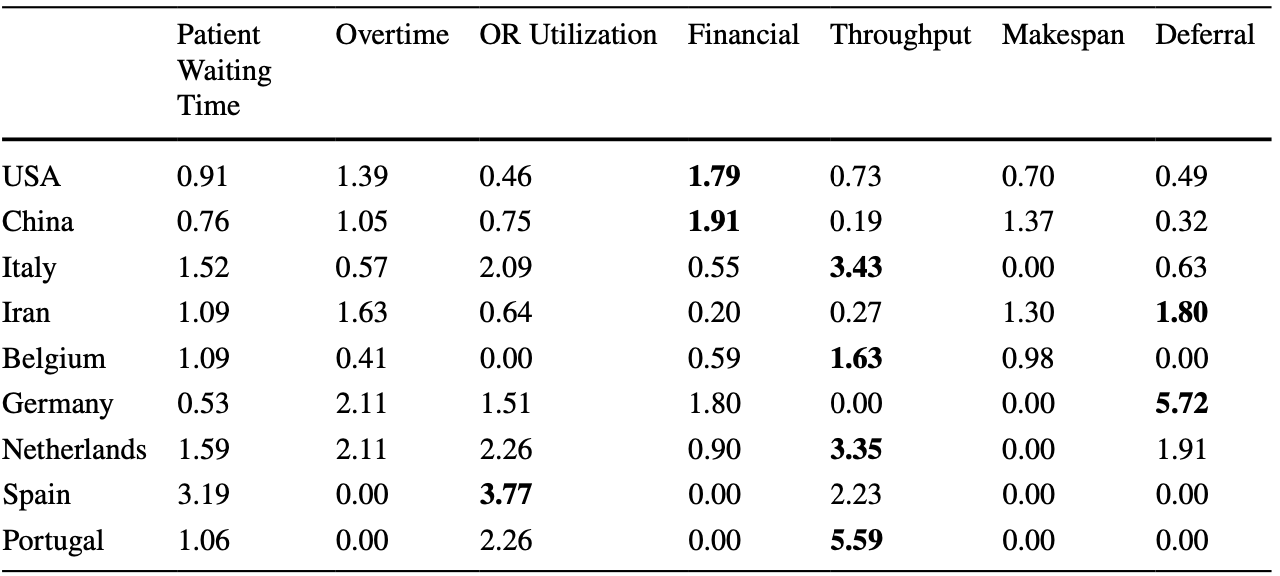 Patient Waiting Time Overtime OR Utilization Financial Throughput Makespan Deferral
USA 0.91 1.39 0.46 1.79 0.73 0.70 0.49
China 0.76 1.05 0.75 1.91 0.19 1.37 0.32
Italy 1.52 0.57 2.09 0.55 3.43 0.00 0.63
Iran 1.09 1.63 0.64 0.20 0.27 1.30 1.80
Belgium 1.09 0.41 0.00 0.59 1.63 0.98 0.00
Germany 0.53 2.11 1.51 1.80 0.00 0.00 5.72
Netherlands 1.59 2.11 2.26 0.90 3.35 0.00 1.91
Spain 3.19 0.00 3.77 0.00 2.23 0.00 0.00
Portugal 1.06 0.00 2.26 0.00 5.59 0.00 0.00